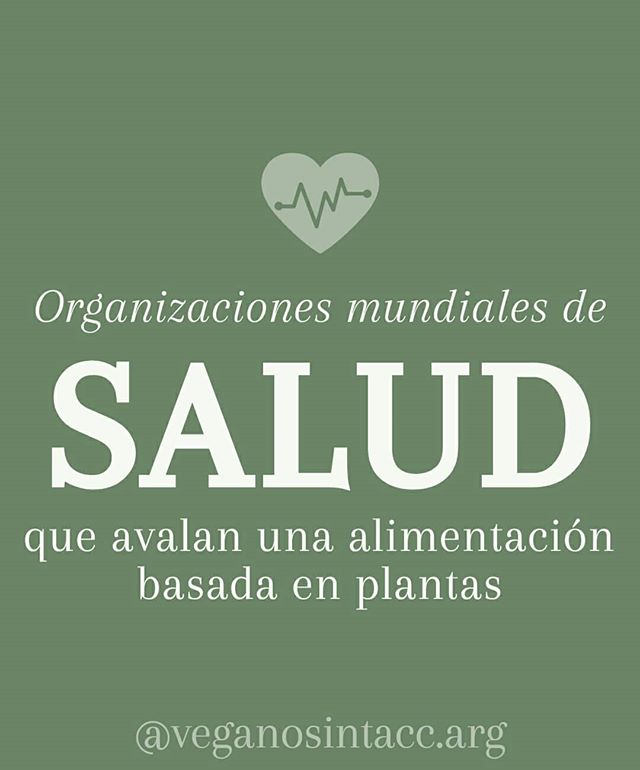 Organizaciones mundiales de
SALUD
que avalan una alimentación
basada en plantas
@veganosintacc.arg